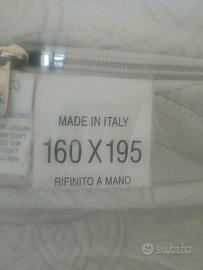 MADE IN ITALY
160 X 195
RIFINITO A MANO
subito